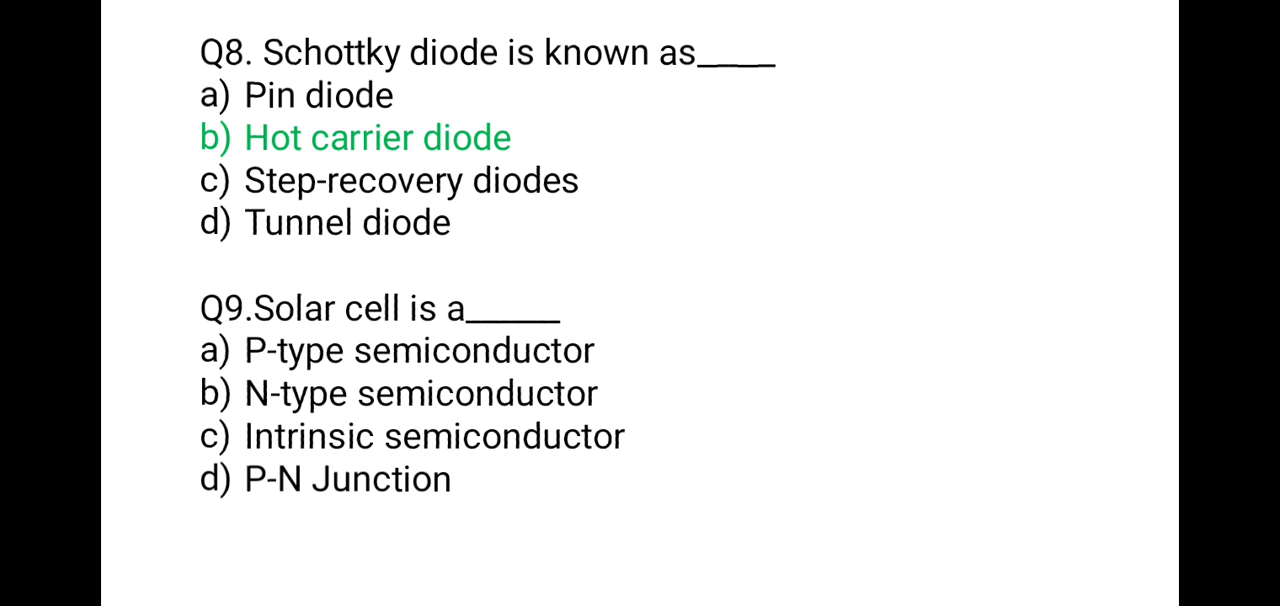 Q8. Schottky diode is known as____
a) Pin diode
b) Hot carrier diode
c) Step-recovery diodes
d) Tunnel diode
Q9.Solar cell is a_____
a) P-type semiconductor
b) N-type semiconductor
c) Intrinsic semiconductor
d) P-N Junction